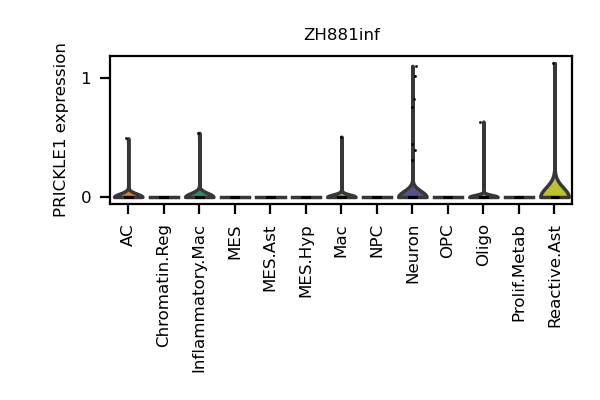 ZH881inf
PRICKLE1 expression
1
0
AC
Chromatin.Reg
Inflammatory.Mac
MES
MES.Ast
MES.Hyp
Mac
NPC
Neuron
OPC
Oligo
Prolif.Metab
Reactive.Ast